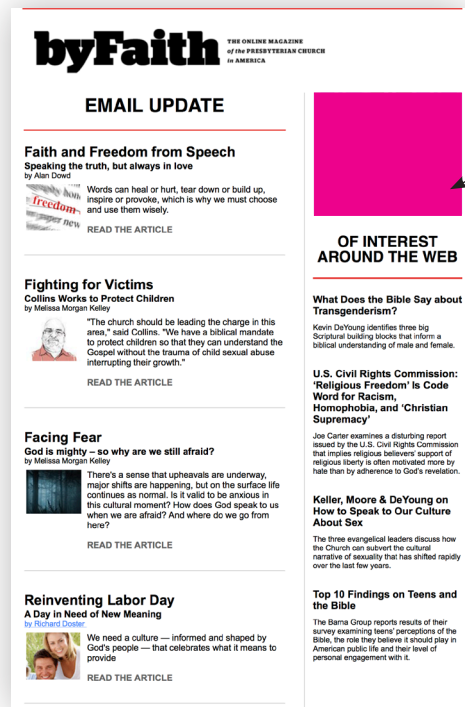 byFaith
THE ONLINE MAGAZINE
of the PRESBYTERIAN CHURCH
in AMERICA
EMAIL UPDATE
Faith and Freedom from Speech
Speaking the truth, but always in love
by Alan Dowd
freedom
Words can heal or hurt, tear down or build up,
inspire or provoke, which is why we must choose
and use them wisely.
READ THE ARTICLE
Fighting for Victims
Collins Works to Protect Children
by Melissa Morgan Kelley
"The church should be leading the charge in this
area," said Collins. "We have a biblical mandate
to protect children so that they can understand the
Gospel without the trauma of child sexual abuse
interrupting their growth."
READ THE ARTICLE
Facing Fear
God is mighty – so why are we still afraid?
by Melissa Morgan Kelley
There's a sense that upheavals are underway,
major shifts are happening, but on the surface life
continues as normal. Is it valid to be anxious in
this cultural moment? How does God speak to us
when we are afraid? And where do we go from
here?
READ THE ARTICLE
Reinventing Labor Day
A Day in Need of New Meaning
by Richard Doster
We need a culture — informed and shaped by
God's people — that celebrates what it means to
provide
READ THE ARTICLE
OF INTEREST
AROUND THE WEB
What Does the Bible Say about
Transgenderism?
Kevin DeYoung identifies three big
Scriptural building blocks that inform a
biblical understanding of male and female.
U.S. Civil Rights Commission:
‘Religious Freedom’ Is Code
Word for Racism,
Homophobia, and ‘Christian
Supremacy’
Joe Carter examines a disturbing report
issued by the U.S. Civil Rights Commission
that implies religious believers’ support of
religious liberty is often motivated more by
hate than by adherence to God’s revelation.
Keller, Moore & DeYoung on
How to Speak to Our Culture
About Sex
The three evangelical leaders discuss how
the Church can subvert the cultural
narrative of sexuality that has shifted rapidly
over the last few years.
Top 10 Findings on Teens and
the Bible
The Barna Group reports results of their
survey examining teens’ perceptions of the
Bible, the role they believe it should play in
American public life and their level of
personal engagement with it.